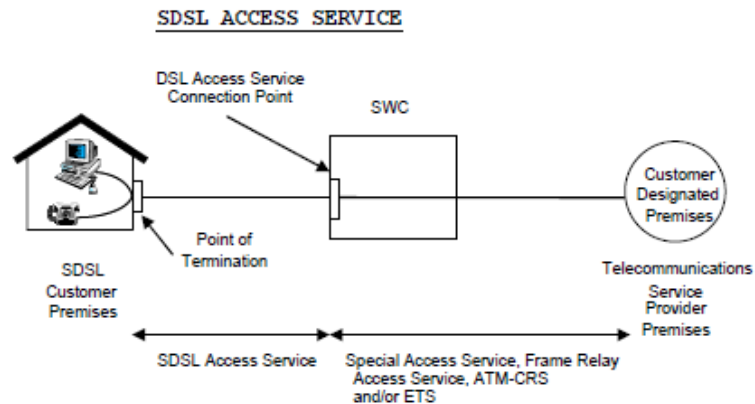 SDSL ACCESS SERVICE
DSL Access Service
Connection Point
SWC
Customer
Designated
Premises
Point of
Termination
SDSL
Customer
Premises
Telecommunications
Service
Provider
Premises
SDSL Access Service
Special Access Service, Frame Relay
Access Service, ATM-CRS
and/or ETS